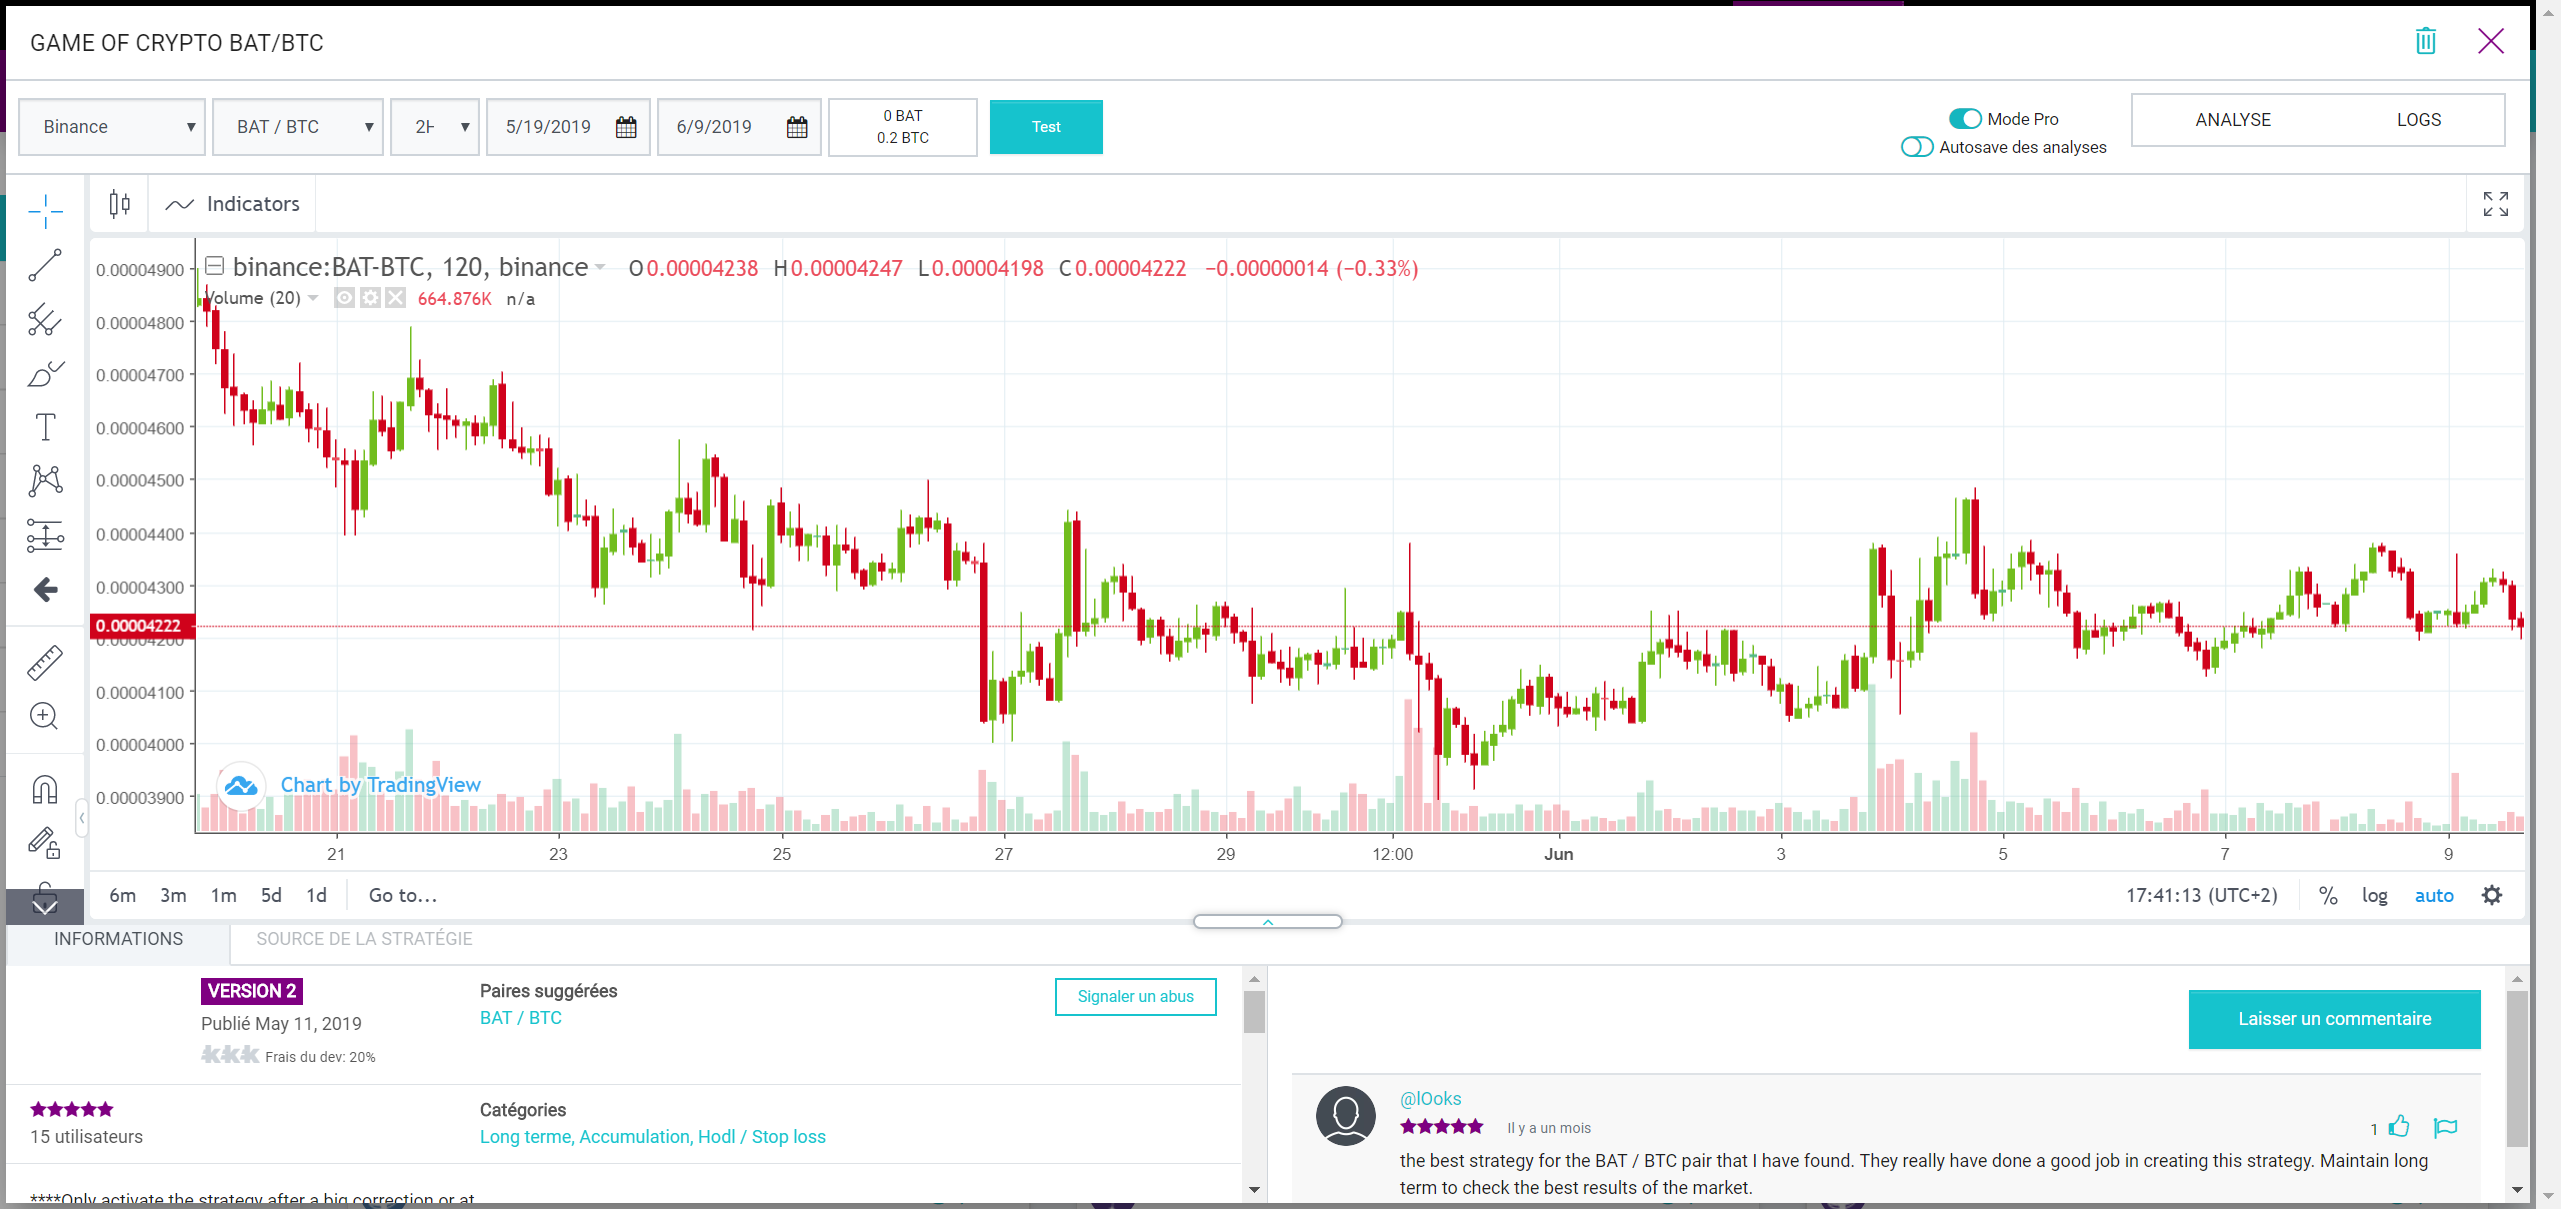 GAME OF CRYPTO BAT/BTC
Binance
BAT / BTC
5/19/2019
6/9/2019
0 BAT
0.2 BTC
Test
Mode Pro
Autosave des analyses
ANALYSE
LOGS
Indicators
binance:BAT-BTC, 120, binance
O0.00004238 H0.00004247 L0.00004198 C0.00004222 −0.00000014 (−0.33%)
Volume (20)
664.876K n/a
0.00004900
0.00004800
0.00004700
0.00004600
0.00004500
0.00004400
0.00004300
0.00004222
0.00004200
0.00004100
0.00004000
0.00003900
Chart by TradingView
21 23 25 27 29 12:00 Jun 3 5 7 9
6m 3m 1m 5d 1d Go to...
17:41:13 (UTC+2) % log auto
INFORMATIONS
SOURCE DE LA STRATÉGIE
VERSION 2
Publié May 11, 2019
Frais du dev: 20%
Paires suggérées
BAT / BTC
Signaler un abus
15 utilisateurs
Catégories
Long terme, Accumulation, Hodl / Stop loss
****Only activate the strategy after a big correction or at
Laisser un commentaire
@lOoks
Il y a un mois
1
the best strategy for the BAT / BTC pair that I have found. They really have done a good job in creating this strategy. Maintain long
term to check the best results of the market.